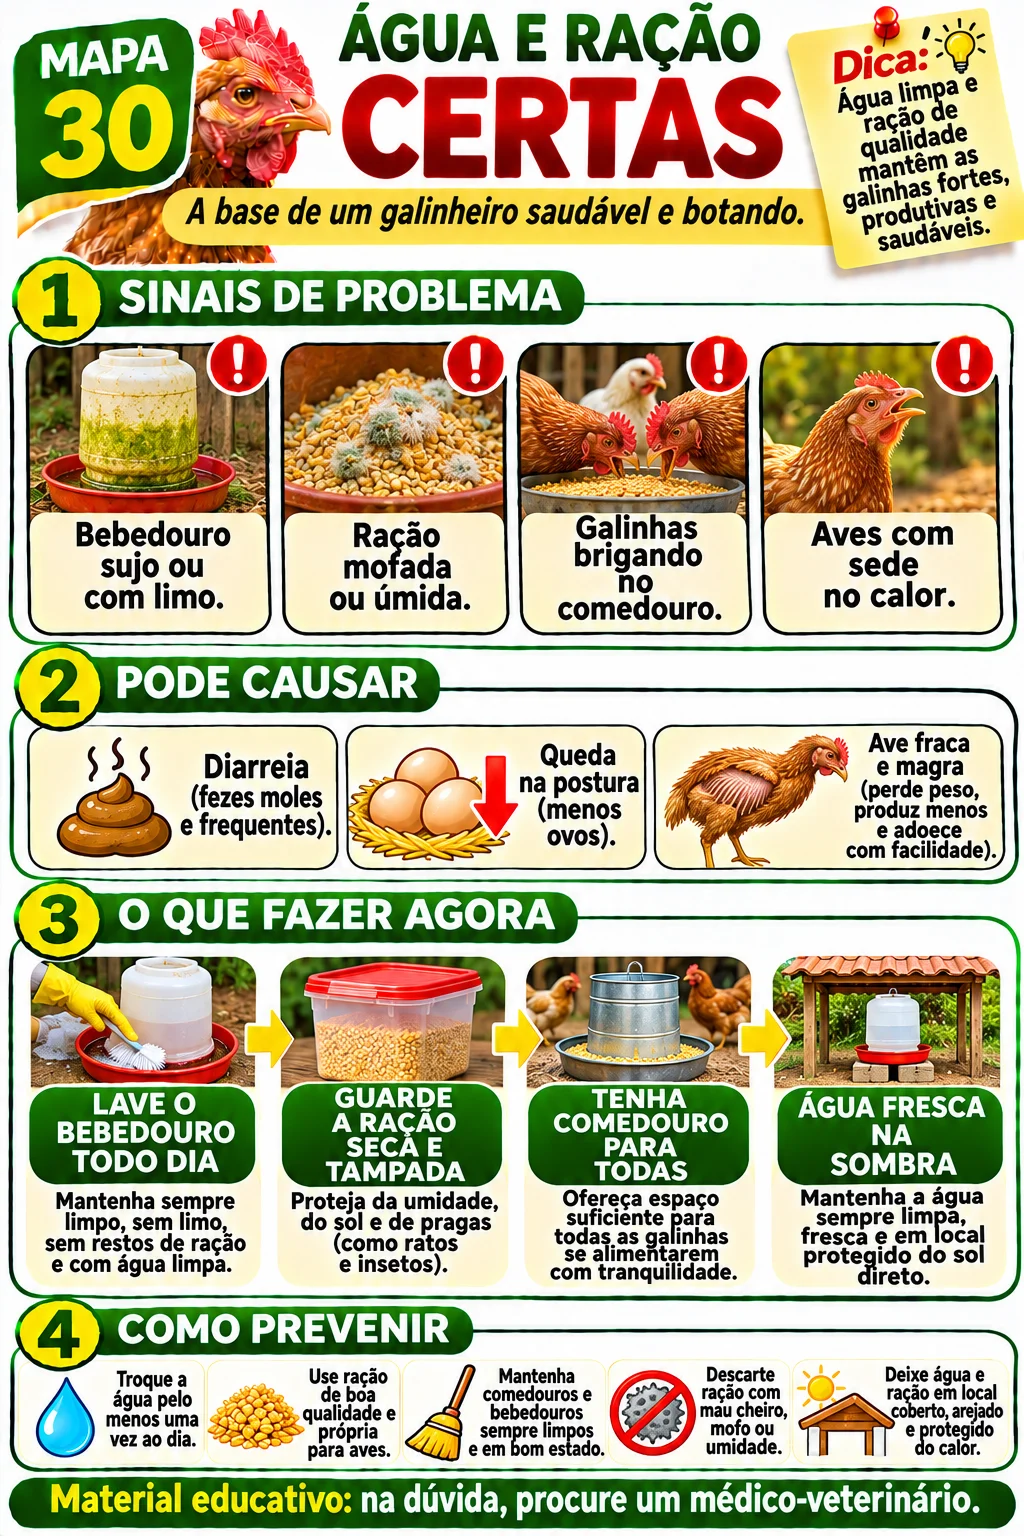 MAPA
30
ÁGUA E RAÇÃO
CERTAS
A base de um galinheiro saudável e botando.
Dica:
Água limpa e
ração de
qualidade
mantêm as
galinhas fortes,
produtivas e
saudáveis.
1
SINAIS DE PROBLEMA
!
!
!
!
Bebedouro
sujo ou
com limo.
Ração
mofada
ou úmida.
Galinhas
brigando
no
comedouro.
Aves com
sede
no calor.
2
PODE CAUSAR
Diarreia
(fezes moles
e frequentes).
Queda
na postura
(menos
ovos).
Ave fraca
e magra
(perde peso,
produz menos
e adoece
com facilidade).
3
O QUE FAZER AGORA
LAVE O
BEBEDOURO
TODO DIA
Mantenha sempre
limpo, sem limo,
sem restos de ração
e com água limpa.
GUARDE
A RAÇÃO
SECA E
TAMPADA
Proteja da umidade,
do sol e de pragas
(como ratos
e insetos).
TENHA
COMEDOURO
PARA
TODAS
Ofereça espaço
suficiente para
todas as galinhas
se alimentarem
com tranquilidade.
ÁGUA FRESCA
NA
SOMBRA
Mantenha a água
sempre limpa,
fresca e em local
protegido do sol
direto.
4
COMO PREVENIR
Troque a
água pelo
menos uma
vez ao dia.
Use ração
de boa
qualidade e
própria
para aves.
Mantenha
comedouros e
bebedouros
sempre limpos
e em bom estado.
Descarte
ração com
mau cheiro,
mofo ou
umidade.
Deixe água e
ração em local
coberto, arejado
e protegido
do calor.
Material educativo: na dúvida, procure um médico-veterinário.